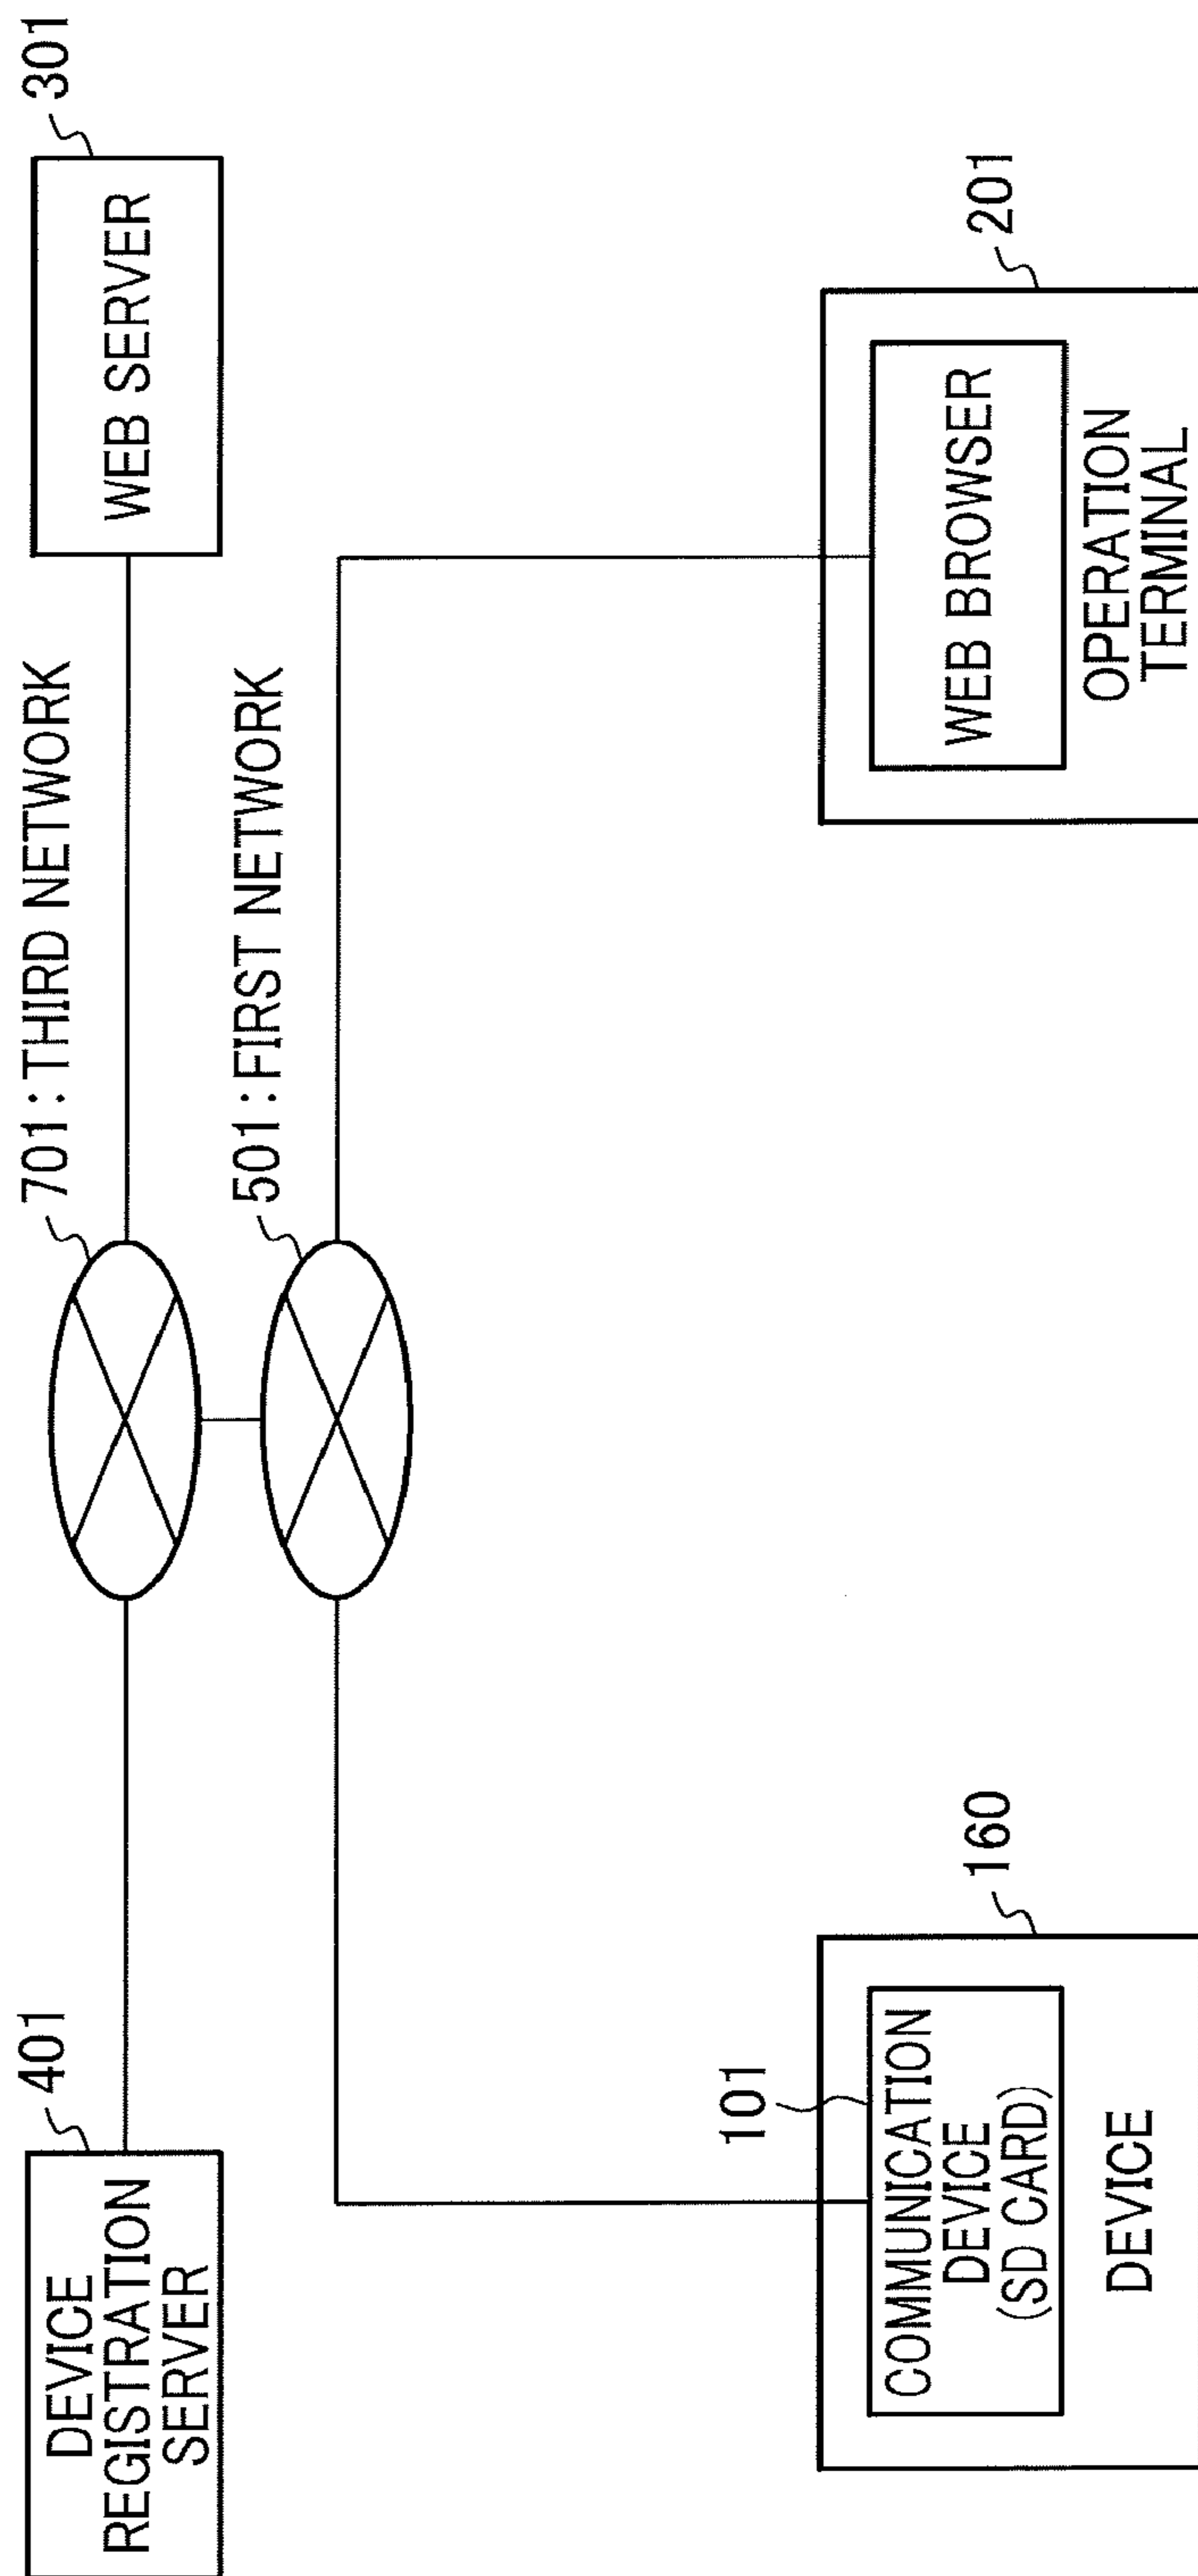 401
DEVICE
REGISTRATION
SERVER
701 : THIRD NETWORK
301
WEB SERVER
501 : FIRST NETWORK
101
160
COMMUNICATION
DEVICE
(SD CARD)
DEVICE
201
WEB BROWSER
OPERATION
TERMINAL